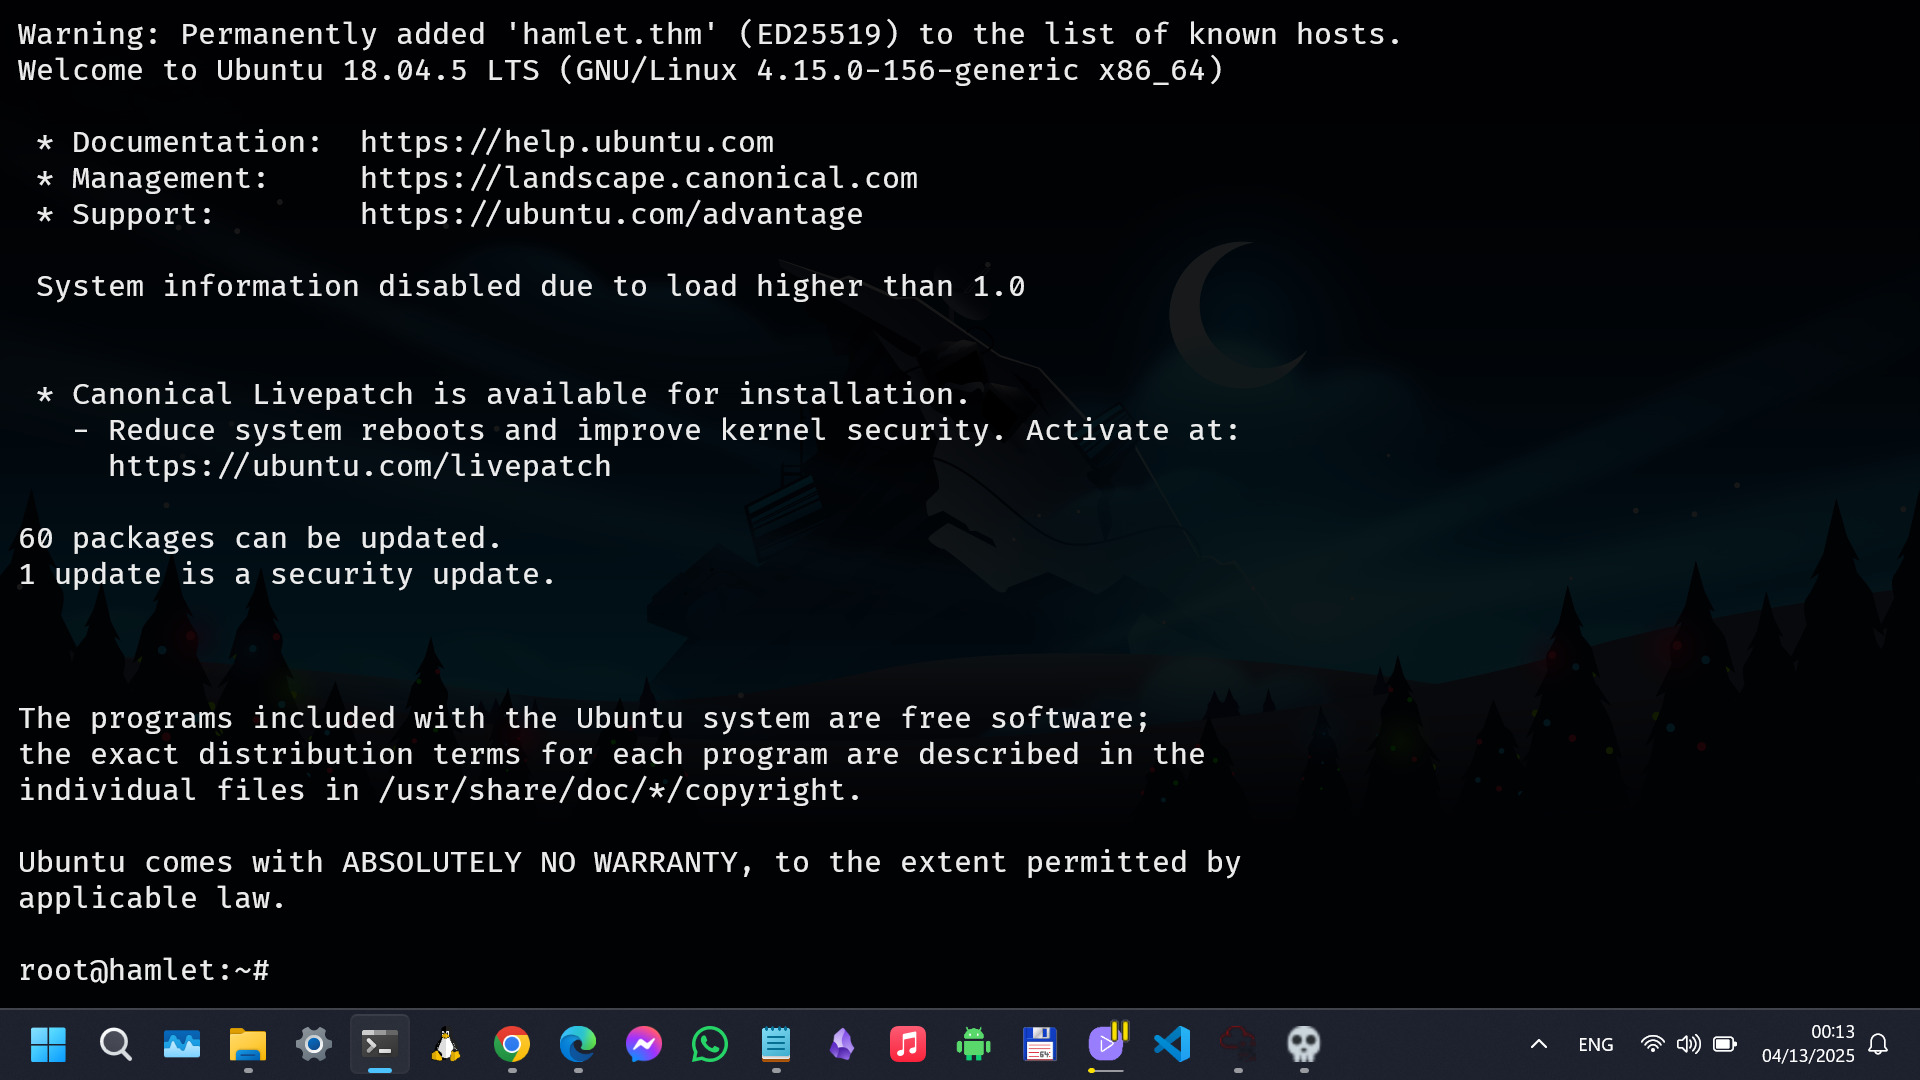 Warning: Permanently added 'hamlet.thm' (ED25519) to the list of known hosts.
Welcome to Ubuntu 18.04.5 LTS (GNU/Linux 4.15.0-156-generic x86_64)
* Documentation:  https://help.ubuntu.com
* Management:     https://landscape.canonical.com
* Support:        https://ubuntu.com/advantage
System information disabled due to load higher than 1.0
* Canonical Livepatch is available for installation.
- Reduce system reboots and improve kernel security. Activate at:
https://ubuntu.com/livepatch
60 packages can be updated.
1 update is a security update.
The programs included with the Ubuntu system are free software;
the exact distribution terms for each program are described in the
individual files in /usr/share/doc/*/copyright.
Ubuntu comes with ABSOLUTELY NO WARRANTY, to the extent permitted by
applicable law.
root@hamlet:~#
64
ENG
00:13
04/13/2025